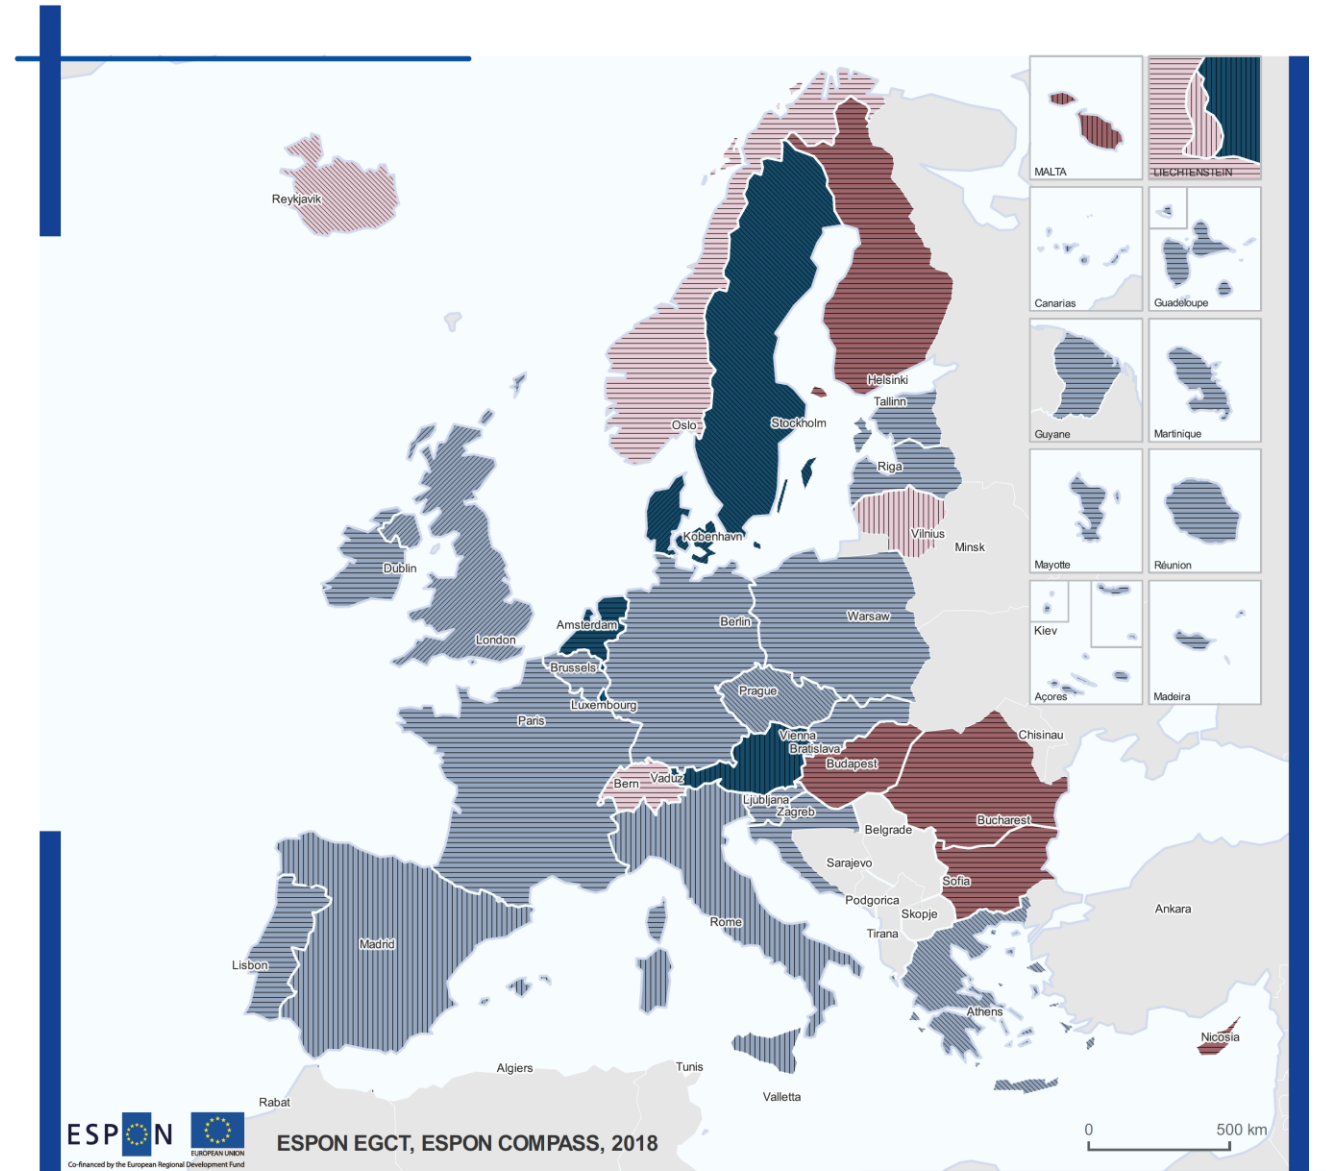 MALTA
LIECHTENSTEIN
Reykjavik
Canarias
Guadeloupe
Helsinki
Tallinn
Oslo
Stockholm
Guyane
Martinique
Riga
Vilnius
Kobenhavn
Minsk
Dublin
Mayotte
Réunion
Amsterdam
Berlin
Warsaw
London
Kiev
Brussels
Prague
Luxembourg
Açores
Madeira
Paris
Vienna
Chisinau
Bratislava
Budapest
Vaduz
Bern
Ljubljana
Zagreb
Bucharest
Belgrade
Sarajevo
Sofia
Podgorica
Skopje
Ankara
Rome
Tirana
Madrid
Lisbon
Athens
Nicosia
Algiers
Tunis
Valletta
Rabat
0 500 km
ESPON
EUROPEAN UNION
Co-financed by the European Regional Development Fund
ESPON EGCT, ESPON COMPASS, 2018